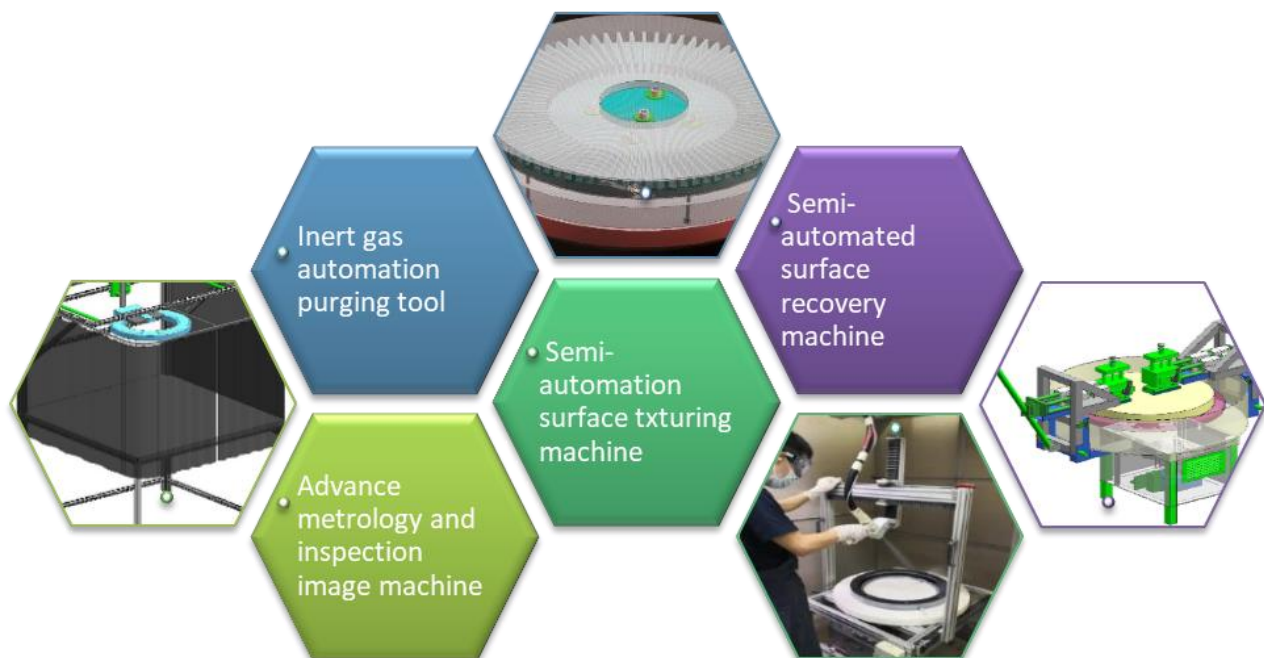 Inert gas
automation
purging tool
Semi-
automated
surface
recovery
machine
Semi-
automation
surface txturing
machine
Advance
metrology and
inspection
image machine